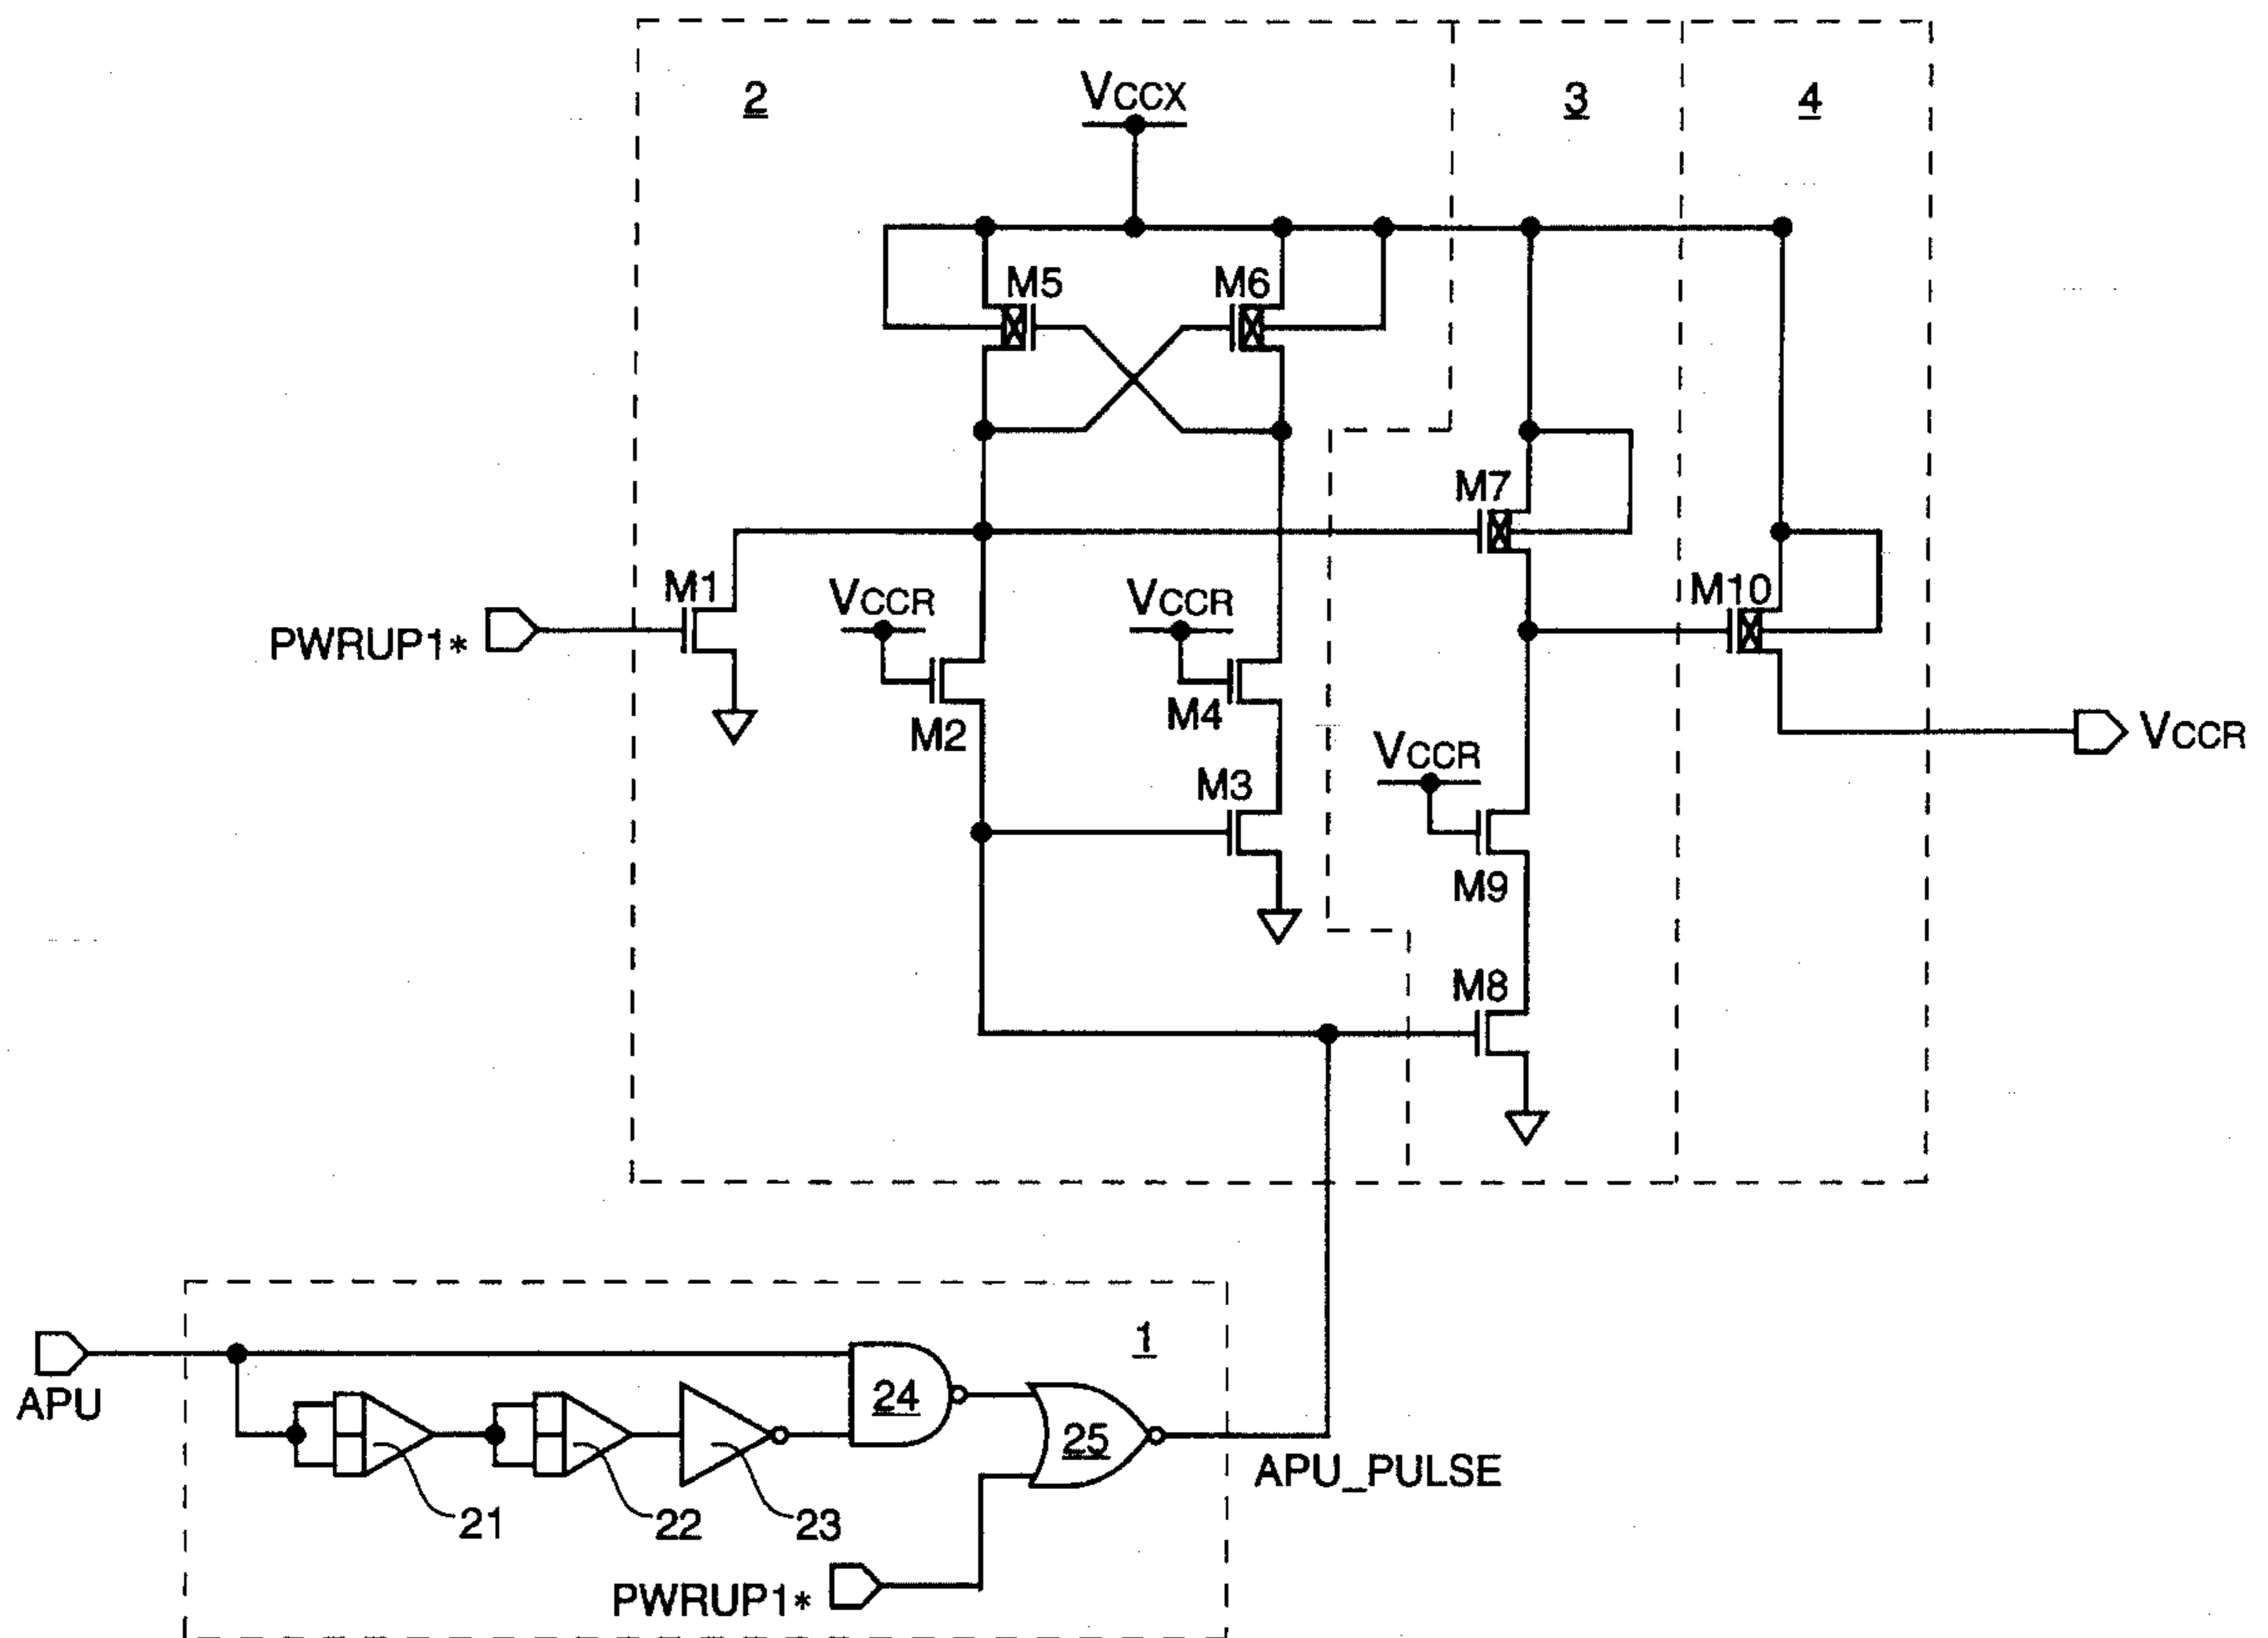 2
VCCX
3
4
M5
M6
M7
M1
VCCR
VCCR
M10
PWRUP1*
M2
M4
VCCR
VCCR
M3
M9
M8
1
APU
24
25
APU_PULSE
21
22
23
PWRUP1*